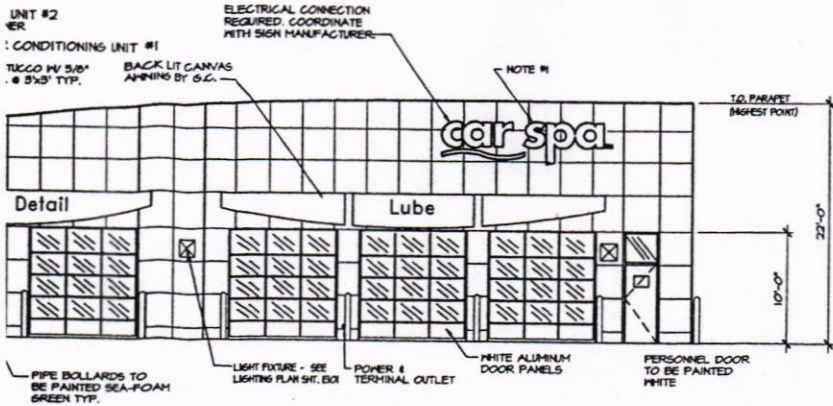 UNIT #2
CONDITIONING UNIT #1
TUCCO W/ 5/8"
@ 3'x3' TYP.
BACK LIT CANVAS
AWNING BY G.C.
ELECTRICAL CONNECTION
REQUIRED. COORDINATE
WITH SIGN MANUFACTURER
NOTE #1
T.O. PARAPET
(HIGHEST POINT)
car spa
Detail
Lube
22'-0"
10'-0"
PIPE BOLLARDS TO
BE PAINTED SEA-FOAM
GREEN TYP.
LIGHT FIXTURE - SEE
LIGHTING PLAN SHT. E101
POWER &
TERMINAL OUTLET
WHITE ALUMINUM
DOOR PANELS
PERSONNEL DOOR
TO BE PAINTED
WHITE